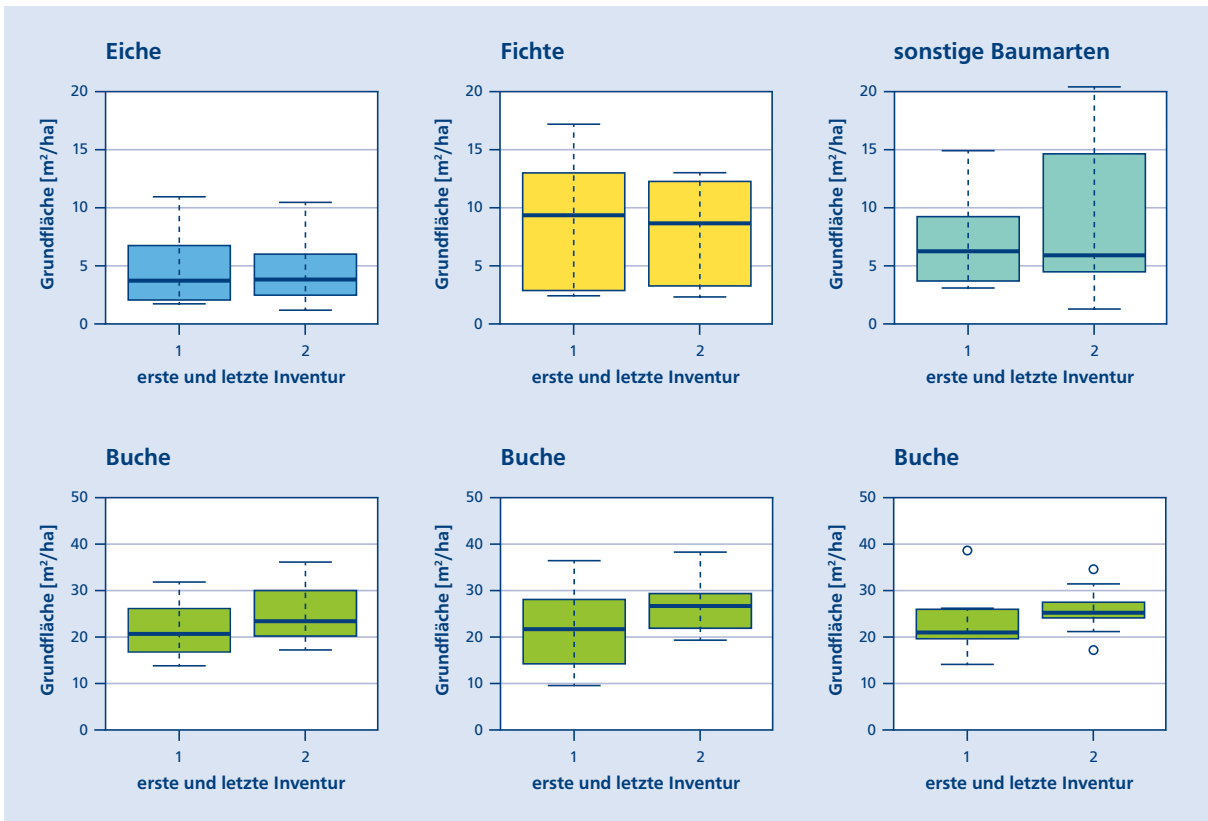 Eiche
Grundfläche [m²/ha]
20
15
10
5
0
1 2
erste und letzte Inventur
Fichte
Grundfläche [m²/ha]
20
15
10
5
0
1 2
erste und letzte Inventur
sonstige Baumarten
Grundfläche [m²/ha]
20
15
10
5
0
1 2
erste und letzte Inventur
Buche
Grundfläche [m²/ha]
50
40
30
20
10
0
1 2
erste und letzte Inventur
Buche
Grundfläche [m²/ha]
50
40
30
20
10
0
1 2
erste und letzte Inventur
Buche
Grundfläche [m²/ha]
50
40
30
20
10
0
1 2
erste und letzte Inventur